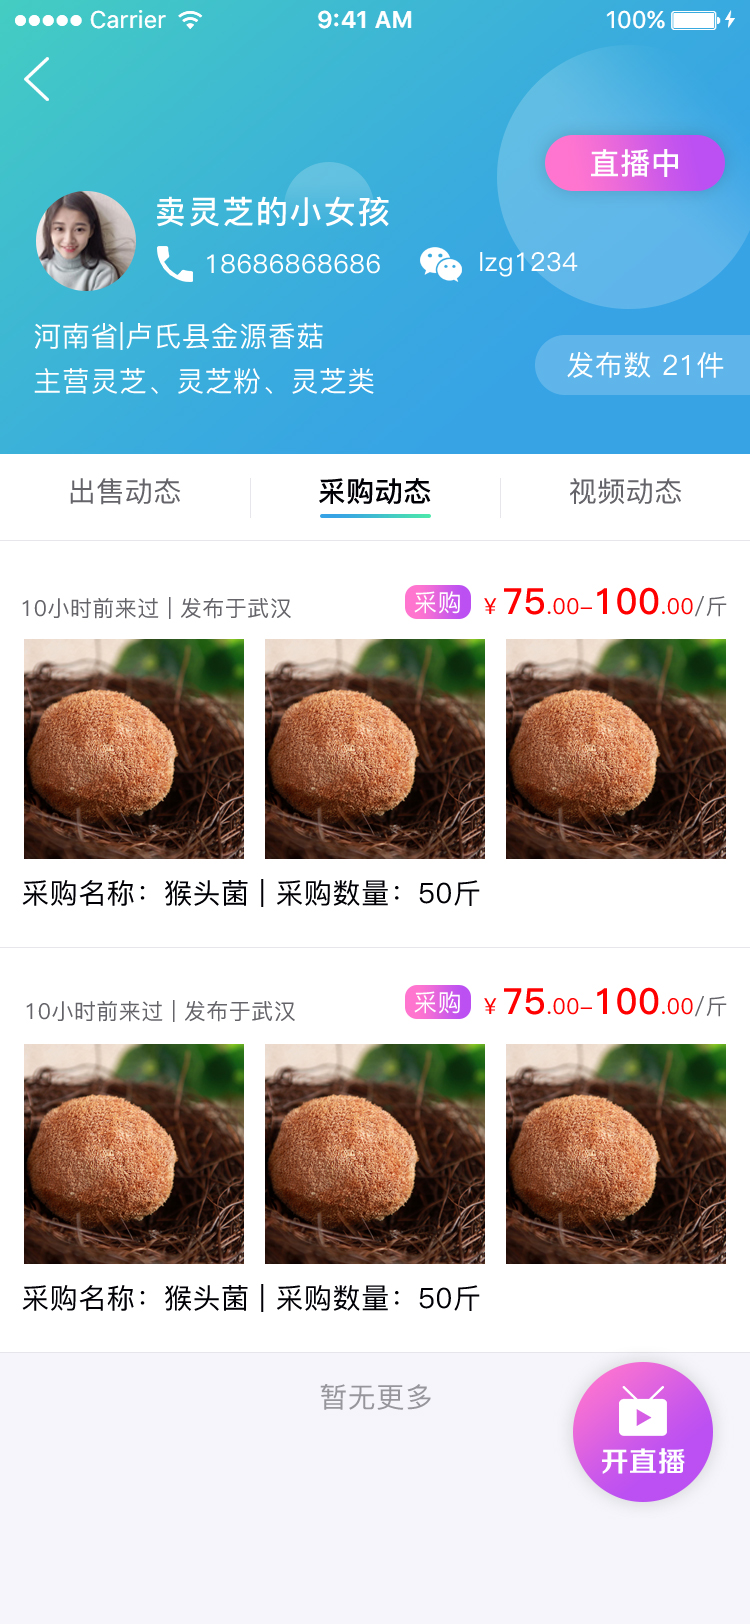 Carrier 9:41 AM 100%
直播中
卖灵芝的小女孩
18686868686 lzg1234
河南省|卢氏县金源香菇
主营灵芝、灵芝粉、灵芝类
发布数 21件
出售动态 采购动态 视频动态
10小时前来过 | 发布于武汉 采购 ¥75.00-100.00/斤
采购名称：猴头菌 | 采购数量：50斤
10小时前来过 | 发布于武汉 采购 ¥75.00-100.00/斤
采购名称：猴头菌 | 采购数量：50斤
暂无更多
开直播